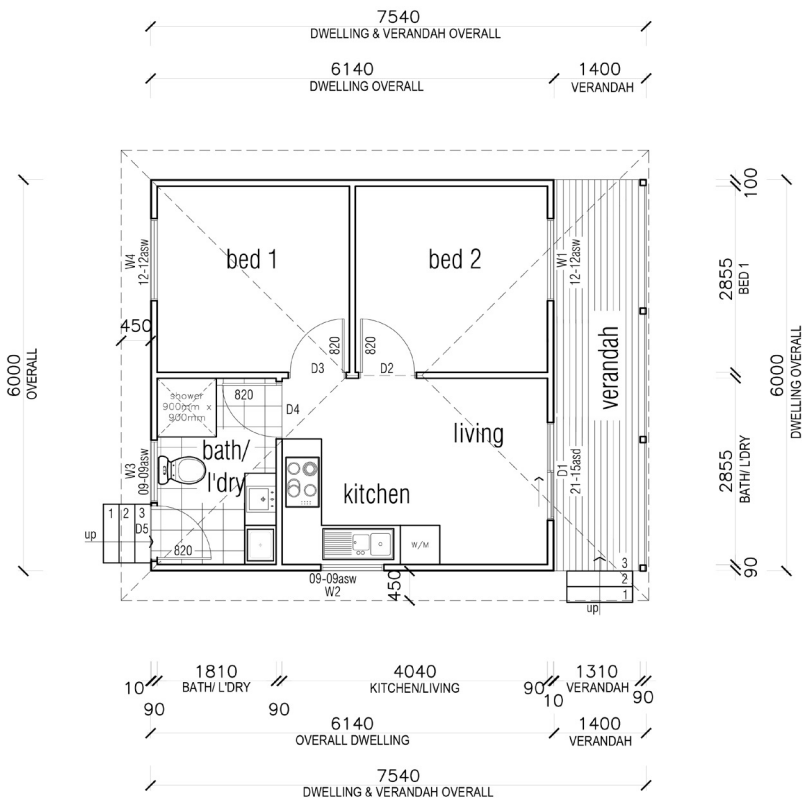 7540
DWELLING & VERANDAH OVERALL
6140
DWELLING OVERALL
1400
VERANDAH
100
6000
OVERALL
450
W4
12-12asw
bed 1
bed 2
W1
12-12asw
2855
BED 1
verandah
6000
DWELLING OVERALL
820
820
D3
D2
shower
900mm x
900mm
820
D4
living
bath/
l'dry
W3
09-09asw
kitchen
D1
21-15asd
2855
BATH/ L'DRY
1 2 3
up
D5
820
W/M
09-09asw
W2
450
3
2
1
up
90
10
90
1810
BATH/ L'DRY
90
4040
KITCHEN/LIVING
90
10
1310
VERANDAH
90
6140
OVERALL DWELLING
1400
VERANDAH
7540
DWELLING & VERANDAH OVERALL